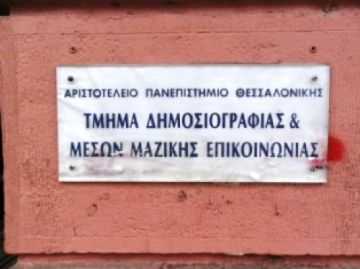 ΑΡΙΣΤΟΤΕΛΕΙΟ ΠΑΝΕΠΙΣΤΗΜΙΟ ΘΕΣΣΑΛΟΝΙΚΗΣ
ΤΜΗΜΑ ΔΗΜΟΣΙΟΓΡΑΦΙΑΣ &
ΜΕΣΩΝ ΜΑΖΙΚΗΣ ΕΠΙΚΟΙΝΩΝΙΑΣ